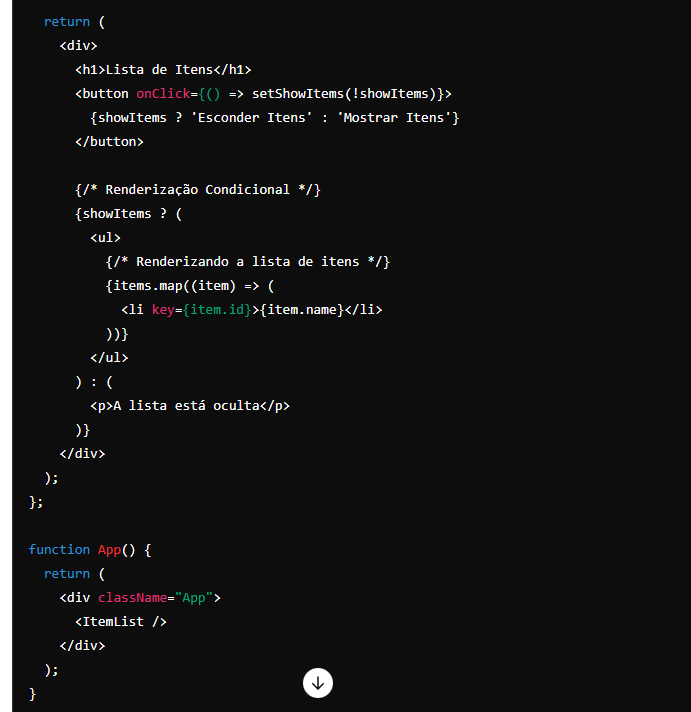 return (
<div>
<h1>Lista de Itens</h1>
<button onClick={() => setShowItems(!showItems)}>
{showItems ? 'Esconder Itens' : 'Mostrar Itens'}
</button>
{/* Renderização Condicional */}
{showItems ? (
<ul>
{/* Renderizando a lista de itens */}
{items.map((item) => (
<li key={item.id}>{item.name}</li>
))}
</ul>
) : (
<p>A lista está oculta</p>
)}
</div>
);
};
function App() {
return (
<div className="App">
<ItemList />
</div>
);
}